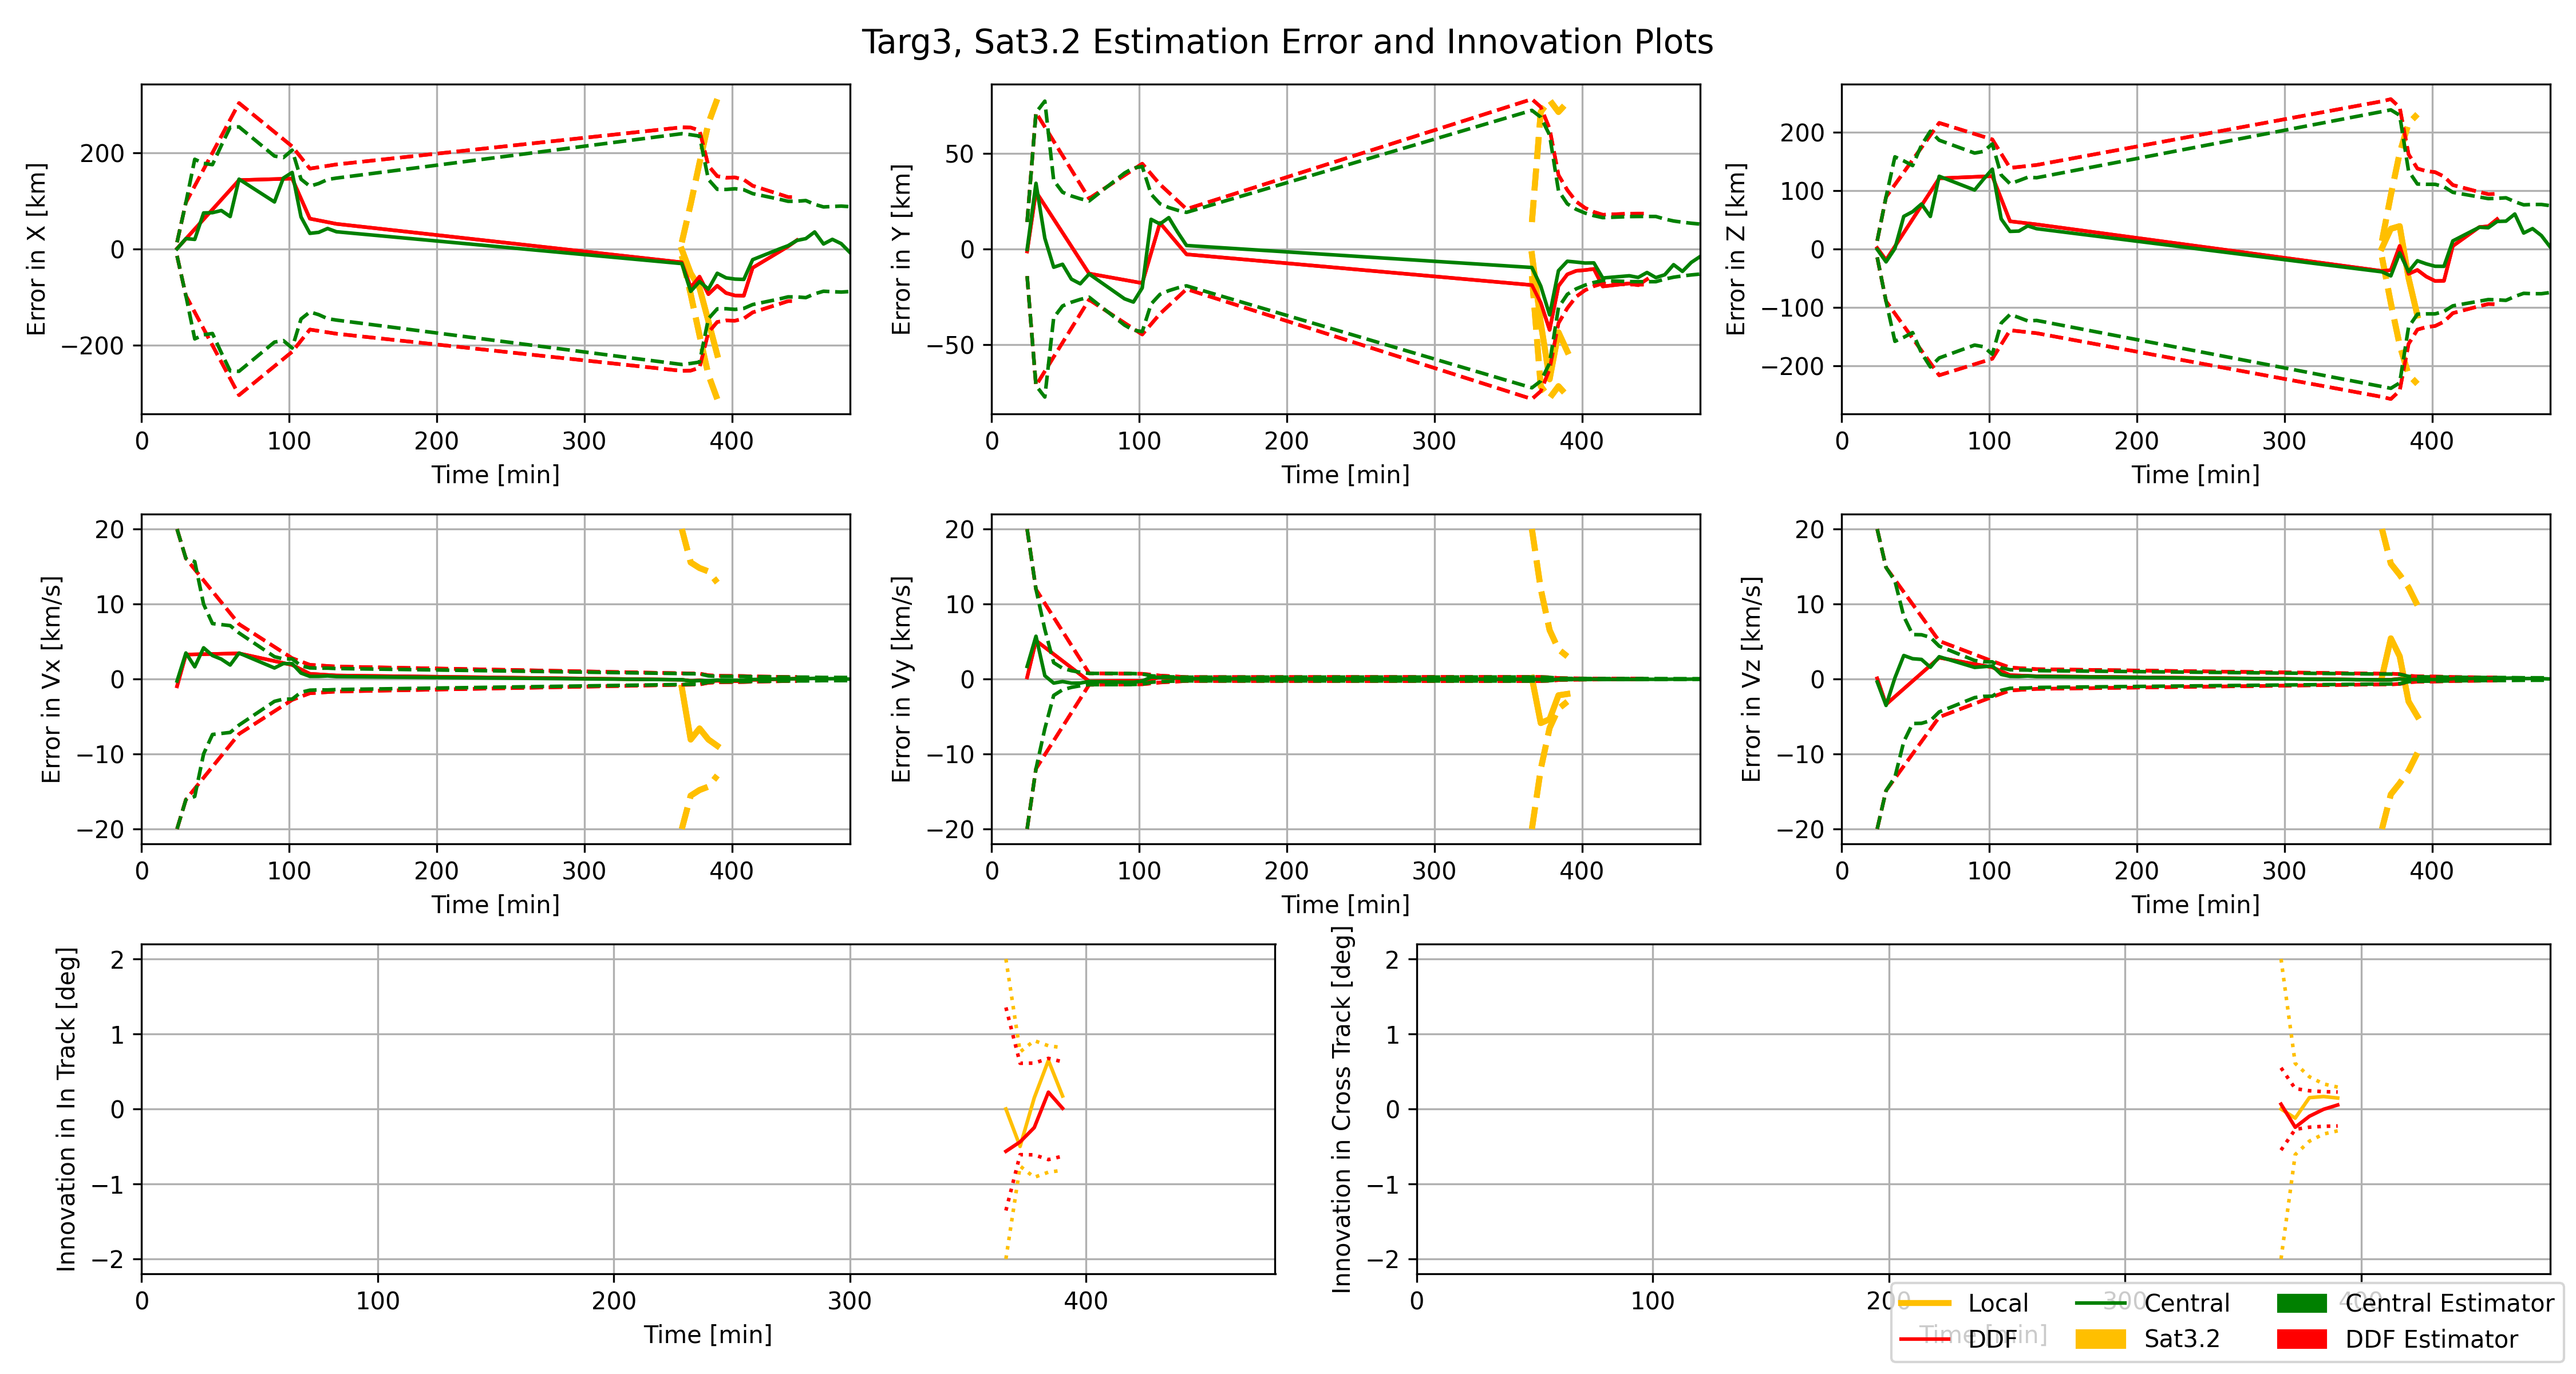 Targ3, Sat3.2 Estimation Error and Innovation Plots
Error in X [km]
200
0
−200
0 100 200 300 400
Time [min]
Error in Y [km]
50
0
−50
0 100 200 300 400
Time [min]
Error in Z [km]
200
100
0
−100
−200
0 100 200 300 400
Time [min]
Error in Vx [km/s]
20
10
0
−10
−20
0 100 200 300 400
Time [min]
Error in Vy [km/s]
20
10
0
−10
−20
0 100 200 300 400
Time [min]
Error in Vz [km/s]
20
10
0
−10
−20
0 100 200 300 400
Time [min]
Innovation in In Track [deg]
2
1
0
−1
−2
0 100 200 300 400
Time [min]
Innovation in Cross Track [deg]
2
1
0
−1
−2
0 100 200 300 400
Time [min]
Local Central Central Estimator
DDF Sat3.2 DDF Estimator